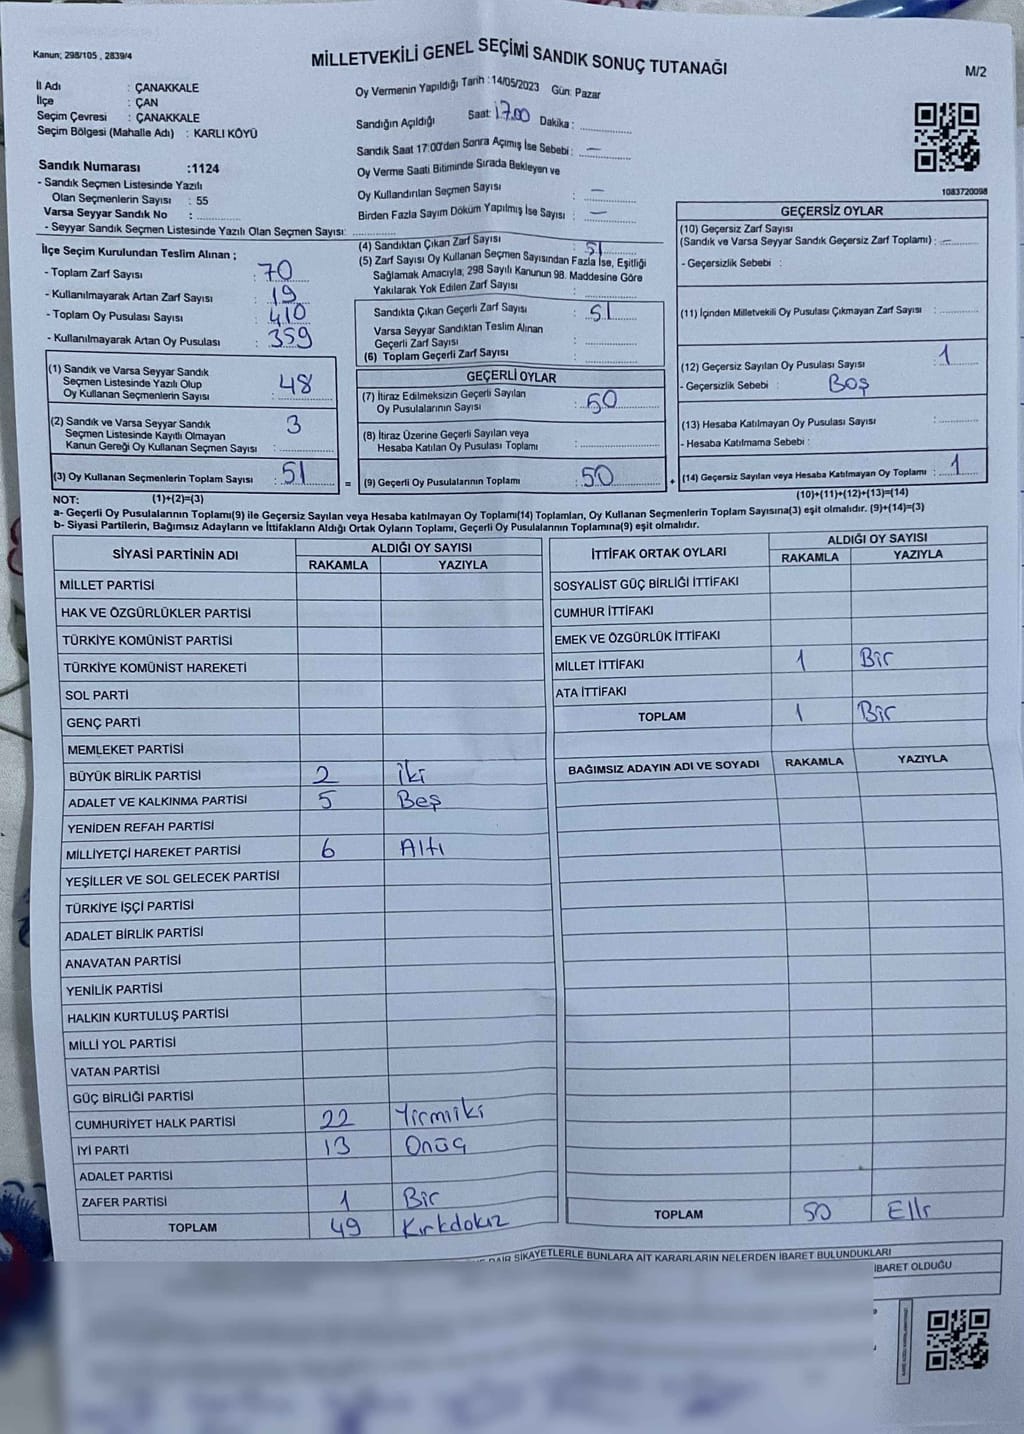 Kanun; 298/105 , 2839/4
MİLLETVEKİLİ GENEL SEÇİMİ SANDIK SONUÇ TUTANAĞI
M/2
İl Adı : ÇANAKKALE
İlçe : ÇAN
Seçim Çevresi : ÇANAKKALE
Seçim Bölgesi (Mahalle Adı) : KARLI KÖYÜ
Sandık Numarası :1124
- Sandık Seçmen Listesinde Yazılı
Olan Seçmenlerin Sayısı : 55
Varsa Seyyar Sandık No :
- Seyyar Sandık Seçmen Listesinde Yazılı Olan Seçmen Sayısı:
Oy Vermenin Yapıldığı Tarih :14/05/2023 Gün: Pazar
Sandığın Açıldığı Saat: 17.00 Dakika :
Sandık Saat 17:00'den Sonra Açımış İse Sebebi : —
Oy Verme Saati Bitiminde Sırada Bekleyen ve
Oy Kullandırılan Seçmen Sayısı : —
Birden Fazla Sayım Döküm Yapılmış İse Sayısı : —
1083720098
İlçe Seçim Kurulundan Teslim Alınan ;
- Toplam Zarf Sayısı : 70
- Kullanılmayarak Artan Zarf Sayısı : 19
- Toplam Oy Pusulası Sayısı : 410
- Kullanılmayarak Artan Oy Pusulası : 359
(1) Sandık ve Varsa Seyyar Sandık
Seçmen Listesinde Yazılı Olup
Oy Kullanan Seçmenlerin Sayısı : 48
(2) Sandık ve Varsa Seyyar Sandık
Seçmen Listesinde Kayıtlı Olmayan
Kanun Gereği Oy Kullanan Seçmen Sayısı : 3
(3) Oy Kullanan Seçmenlerin Toplam Sayısı : 51
(4) Sandıktan Çıkan Zarf Sayısı : 51
(5) Zarf Sayısı Oy Kullanan Seçmen Sayısından Fazla İse, Eşitliği
Sağlamak Amacıyla; 298 Sayılı Kanunun 98. Maddesine Göre
Yakılarak Yok Edilen Zarf Sayısı :
Sandıkta Çıkan Geçerli Zarf Sayısı : 51
Varsa Seyyar Sandıktan Teslim Alınan
Geçerli Zarf Sayısı :
(6) Toplam Geçerli Zarf Sayısı :
GEÇERLİ OYLAR
(7) İtiraz Edilmeksizin Geçerli Sayılan
Oy Pusulalarının Sayısı : 50
(8) İtiraz Üzerine Geçerli Sayılan veya
Hesaba Katılan Oy Pusulası Toplamı :
= (9) Geçerli Oy Pusulalarının Toplamı : 50 +
GEÇERSİZ OYLAR
(10) Geçersiz Zarf Sayısı
(Sandık ve Varsa Seyyar Sandık Geçersiz Zarf Toplamı) : —
- Geçersizlik Sebebi :
(11) İçinden Milletvekili Oy Pusulası Çıkmayan Zarf Sayısı :
(12) Geçersiz Sayılan Oy Pusulası Sayısı : 1
- Geçersizlik Sebebi : Boş
(13) Hesaba Katılmayan Oy Pusulası Sayısı :
- Hesaba Katılmama Sebebi :
(14) Geçersiz Sayılan veya Hesaba Katılmayan Oy Toplamı : 1
NOT: (1)+(2)=(3)
(10)+(11)+(12)+(13)=(14)
a- Geçerli Oy Pusulalarının Toplamı(9) ile Geçersiz Sayılan veya Hesaba katılmayan Oy Toplamı(14) Toplamları, Oy Kullanan Seçmenlerin Toplam Sayısına(3) eşit olmalıdır. (9)+(14)=(3)
b- Siyasi Partilerin, Bağımsız Adayların ve İttifakların Aldığı Ortak Oyların Toplamı, Geçerli Oy Pusulalarının Toplamına(9) eşit olmalıdır.
SİYASİ PARTİNİN ADI ALDIĞI OY SAYISI
RAKAMLA YAZIYLA
MİLLET PARTİSİ
HAK VE ÖZGÜRLÜKLER PARTİSİ
TÜRKİYE KOMÜNİST PARTİSİ
TÜRKİYE KOMÜNİST HAREKETİ
SOL PARTİ
GENÇ PARTİ
MEMLEKET PARTİSİ
BÜYÜK BİRLİK PARTİSİ 2 iki
ADALET VE KALKINMA PARTİSİ 5 Beş
YENİDEN REFAH PARTİSİ
MİLLİYETÇİ HAREKET PARTİSİ 6 Altı
YEŞİLLER VE SOL GELECEK PARTİSİ
TÜRKİYE İŞÇİ PARTİSİ
ADALET BİRLİK PARTİSİ
ANAVATAN PARTİSİ
YENİLİK PARTİSİ
HALKIN KURTULUŞ PARTİSİ
MİLLİ YOL PARTİSİ
VATAN PARTİSİ
GÜÇ BİRLİĞİ PARTİSİ
CUMHURİYET HALK PARTİSİ 22 Yirmiiki
İYİ PARTİ 13 Onüç
ADALET PARTİSİ
ZAFER PARTİSİ 1 Bir
TOPLAM 49 Kırkdokuz
İTTİFAK ORTAK OYLARI ALDIĞI OY SAYISI
RAKAMLA YAZIYLA
SOSYALİST GÜÇ BİRLİĞİ İTTİFAKI
CUMHUR İTTİFAKI
EMEK VE ÖZGÜRLÜK İTTİFAKI
MİLLET İTTİFAKI 1 Bir
ATA İTTİFAKI
TOPLAM 1 Bir
BAĞIMSIZ ADAYIN ADI VE SOYADI RAKAMLA YAZIYLA
TOPLAM 50 Elli
DAİR ŞİKAYETLERLE BUNLARA AİT KARARLARIN NELERDEN İBARET BULUNDUKLARI
İBARET OLDUĞU